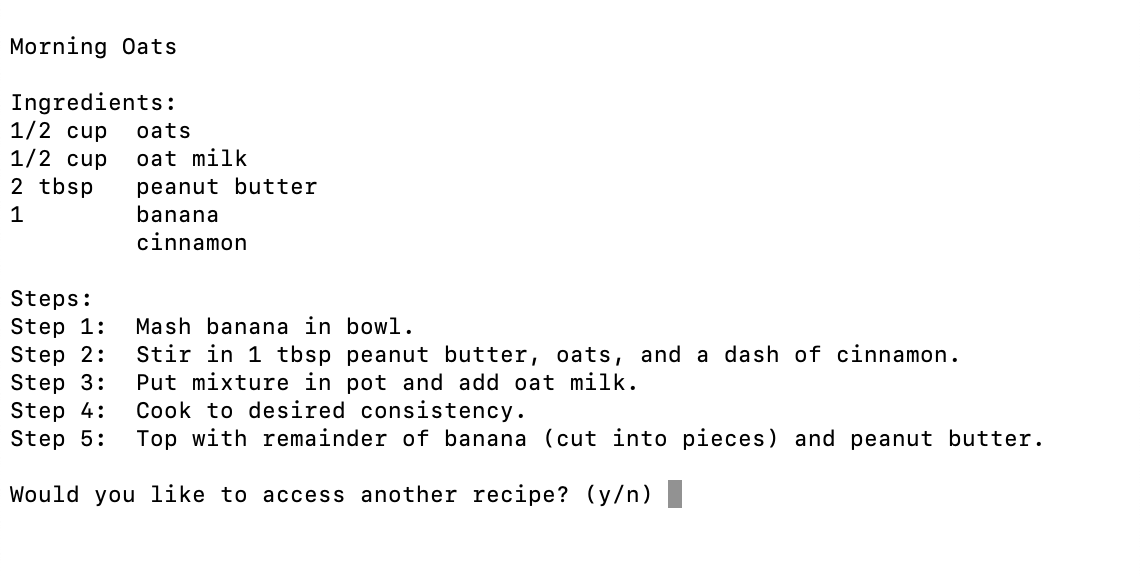 Morning Oats
Ingredients:
1/2 cup  oats
1/2 cup  oat milk
2 tbsp   peanut butter
1        banana
         cinnamon
Steps:
Step 1:  Mash banana in bowl.
Step 2:  Stir in 1 tbsp peanut butter, oats, and a dash of cinnamon.
Step 3:  Put mixture in pot and add oat milk.
Step 4:  Cook to desired consistency.
Step 5:  Top with remainder of banana (cut into pieces) and peanut butter.
Would you like to access another recipe? (y/n)